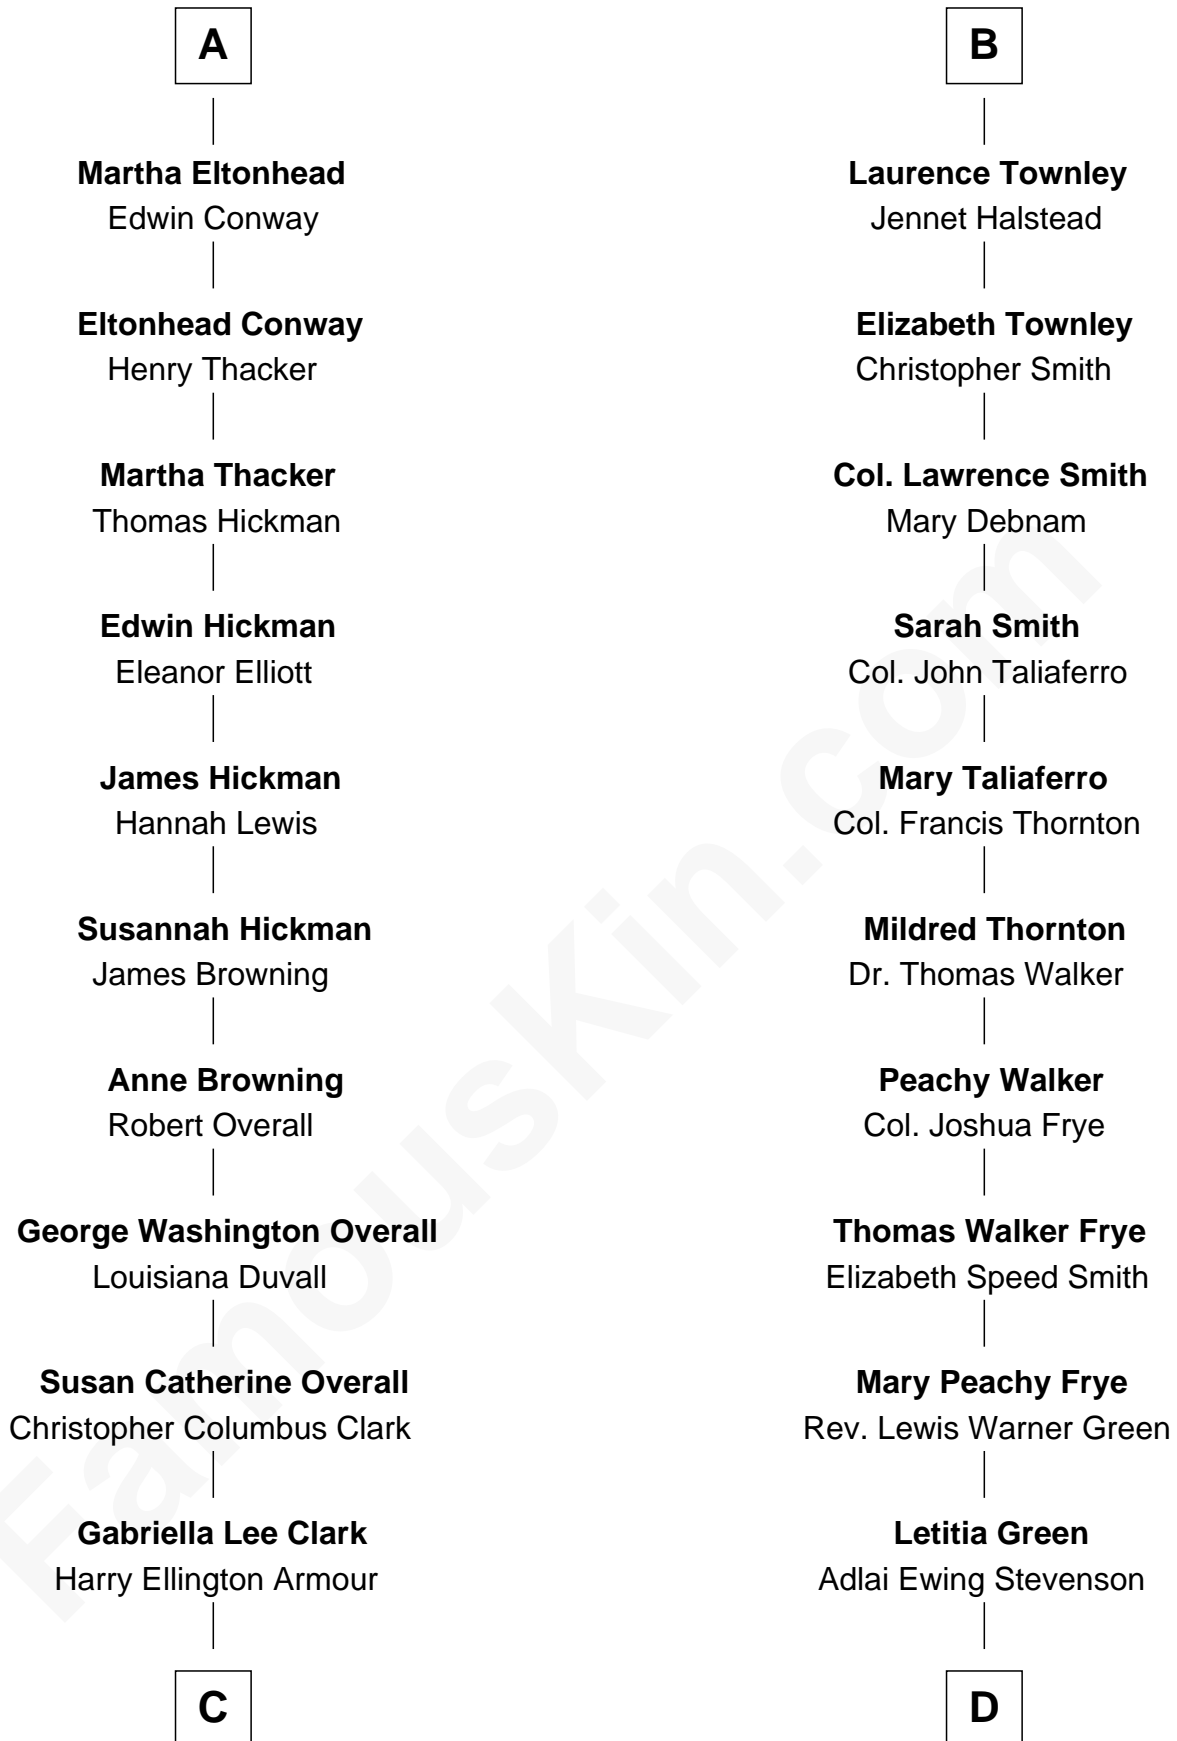 A
Martha Eltonhead
Edwin Conway
Eltonhead Conway
Henry Thacker
Martha Thacker
Thomas Hickman
Edwin Hickman
Eleanor Elliott
James Hickman
Hannah Lewis
Susannah Hickman
James Browning
Anne Browning
Robert Overall
George Washington Overall
Louisiana Duvall
Susan Catherine Overall
Christopher Columbus Clark
Gabriella Lee Clark
Harry Ellington Armour
C
B
Laurence Townley
Jennet Halstead
Elizabeth Townley
Christopher Smith
Col. Lawrence Smith
Mary Debnam
Sarah Smith
Col. John Taliaferro
Mary Taliaferro
Col. Francis Thornton
Mildred Thornton
Dr. Thomas Walker
Peachy Walker
Col. Joshua Frye
Thomas Walker Frye
Elizabeth Speed Smith
Mary Peachy Frye
Rev. Lewis Warner Green
Letitia Green
Adlai Ewing Stevenson
D
FamousKin.com